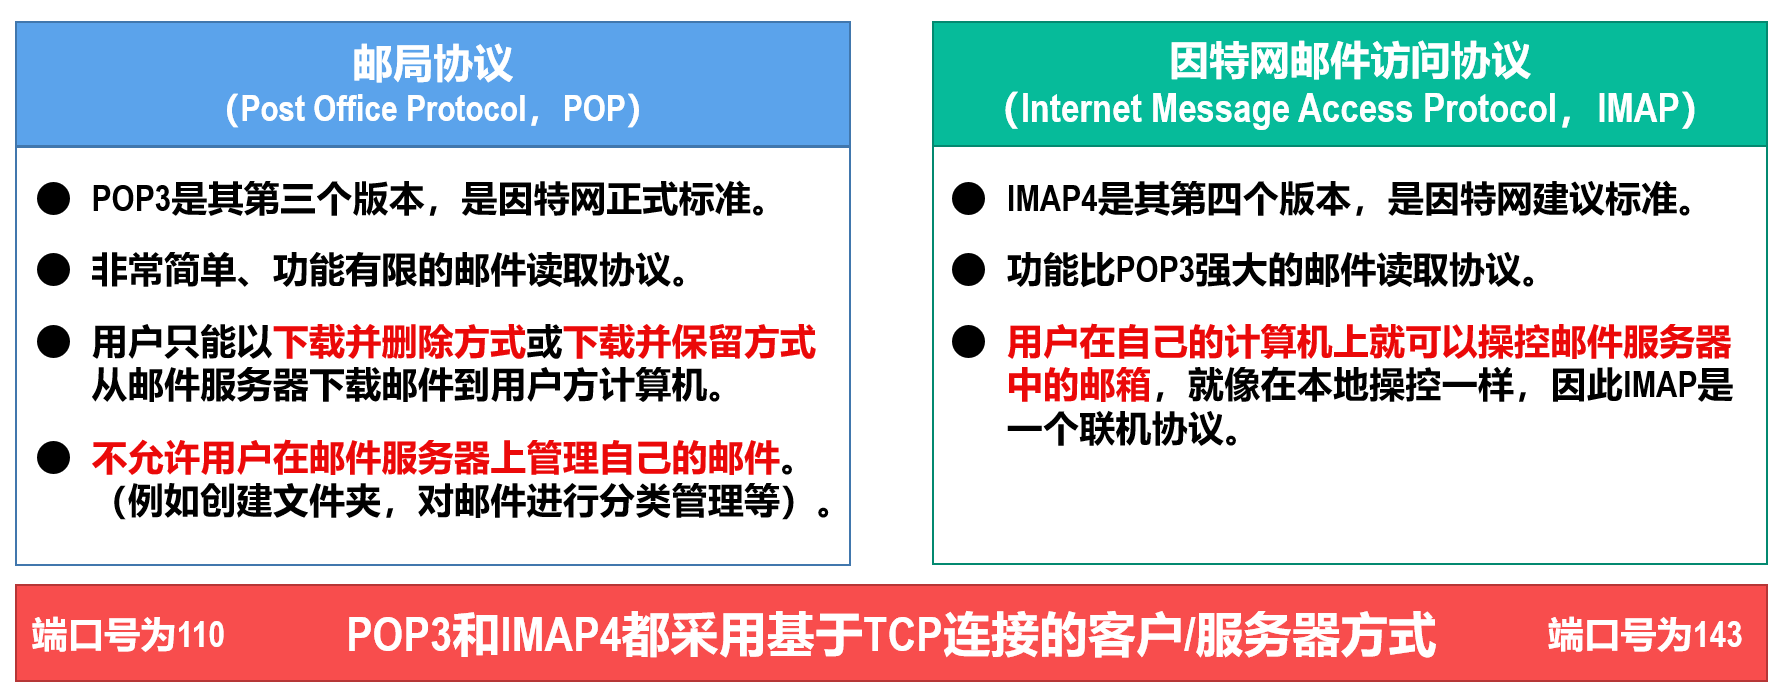 邮局协议
（Post Office Protocol，POP）
● POP3是其第三个版本，是因特网正式标准。
● 非常简单、功能有限的邮件读取协议。
● 用户只能以下载并删除方式或下载并保留方式
从邮件服务器下载邮件到用户方计算机。
● 不允许用户在邮件服务器上管理自己的邮件。
（例如创建文件夹，对邮件进行分类管理等）。
因特网邮件访问协议
（Internet Message Access Protocol，IMAP）
● IMAP4是其第四个版本，是因特网建议标准。
● 功能比POP3强大的邮件读取协议。
● 用户在自己的计算机上就可以操控邮件服务器
中的邮箱，就像在本地操控一样，因此IMAP是
一个联机协议。
端口号为110
POP3和IMAP4都采用基于TCP连接的客户/服务器方式
端口号为143